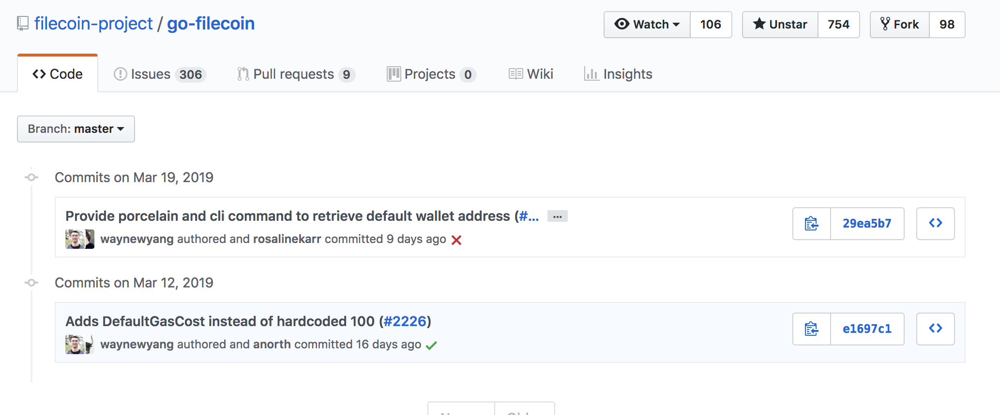 filecoin-project / go-filecoin
Watch 106 Unstar 754 Fork 98
Code Issues 306 Pull requests 9 Projects 0 Wiki Insights
Branch: master
Commits on Mar 19, 2019
Provide porcelain and cli command to retrieve default wallet address (#... ...
29ea5b7
waynewyang authored and rosalinekarr committed 9 days ago
Commits on Mar 12, 2019
Adds DefaultGasCost instead of hardcoded 100 (#2226)
e1697c1
waynewyang authored and anorth committed 16 days ago